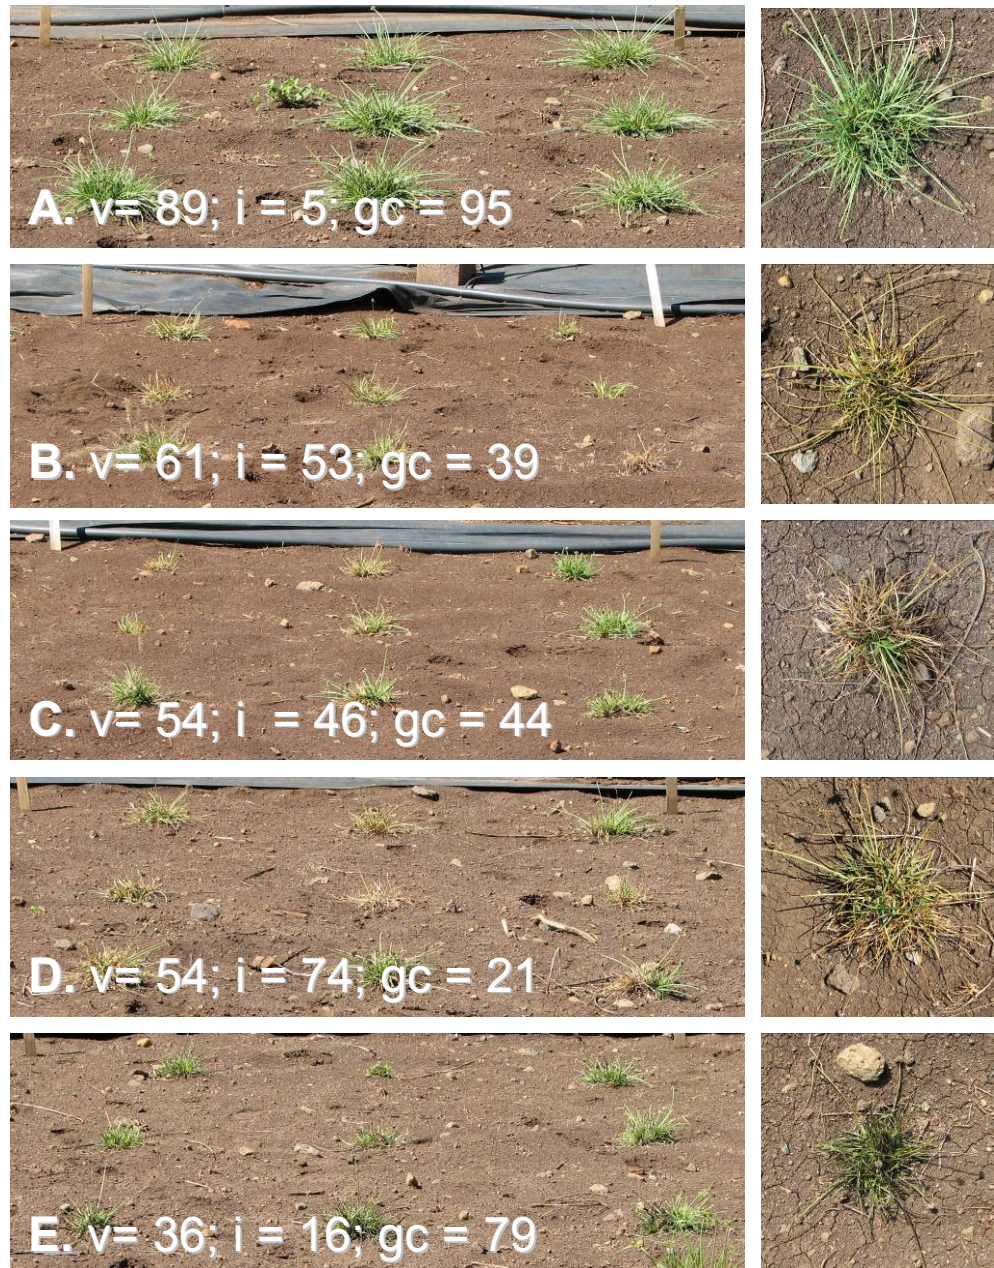 A. v= 89; i = 5; gc = 95
B. v= 61; i = 53; gc = 39
C. v= 54; i  = 46; gc = 44
D. v= 54; i = 74; gc = 21
E. v= 36; i = 16; gc = 79